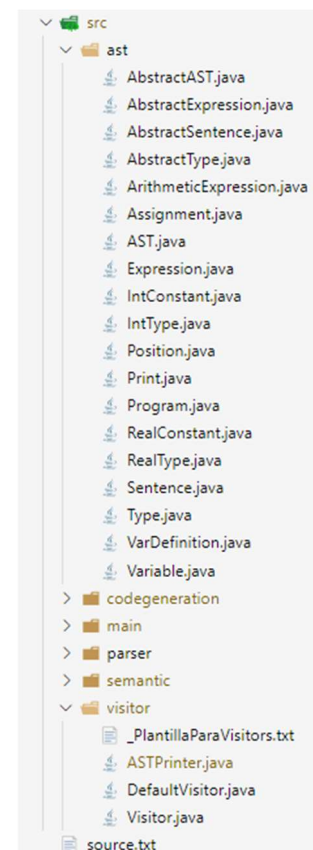 src
ast
AbstractAST.java
AbstractExpression.java
AbstractSentence.java
AbstractType.java
ArithmeticExpression.java
Assignment.java
AST.java
Expression.java
IntConstant.java
IntType.java
Position.java
Print.java
Program.java
RealConstant.java
RealType.java
Sentence.java
Type.java
VarDefinition.java
Variable.java
codegeneration
main
parser
semantic
visitor
_PlantillaParaVisitors.txt
ASTPrinter.java
DefaultVisitor.java
Visitor.java
source.txt